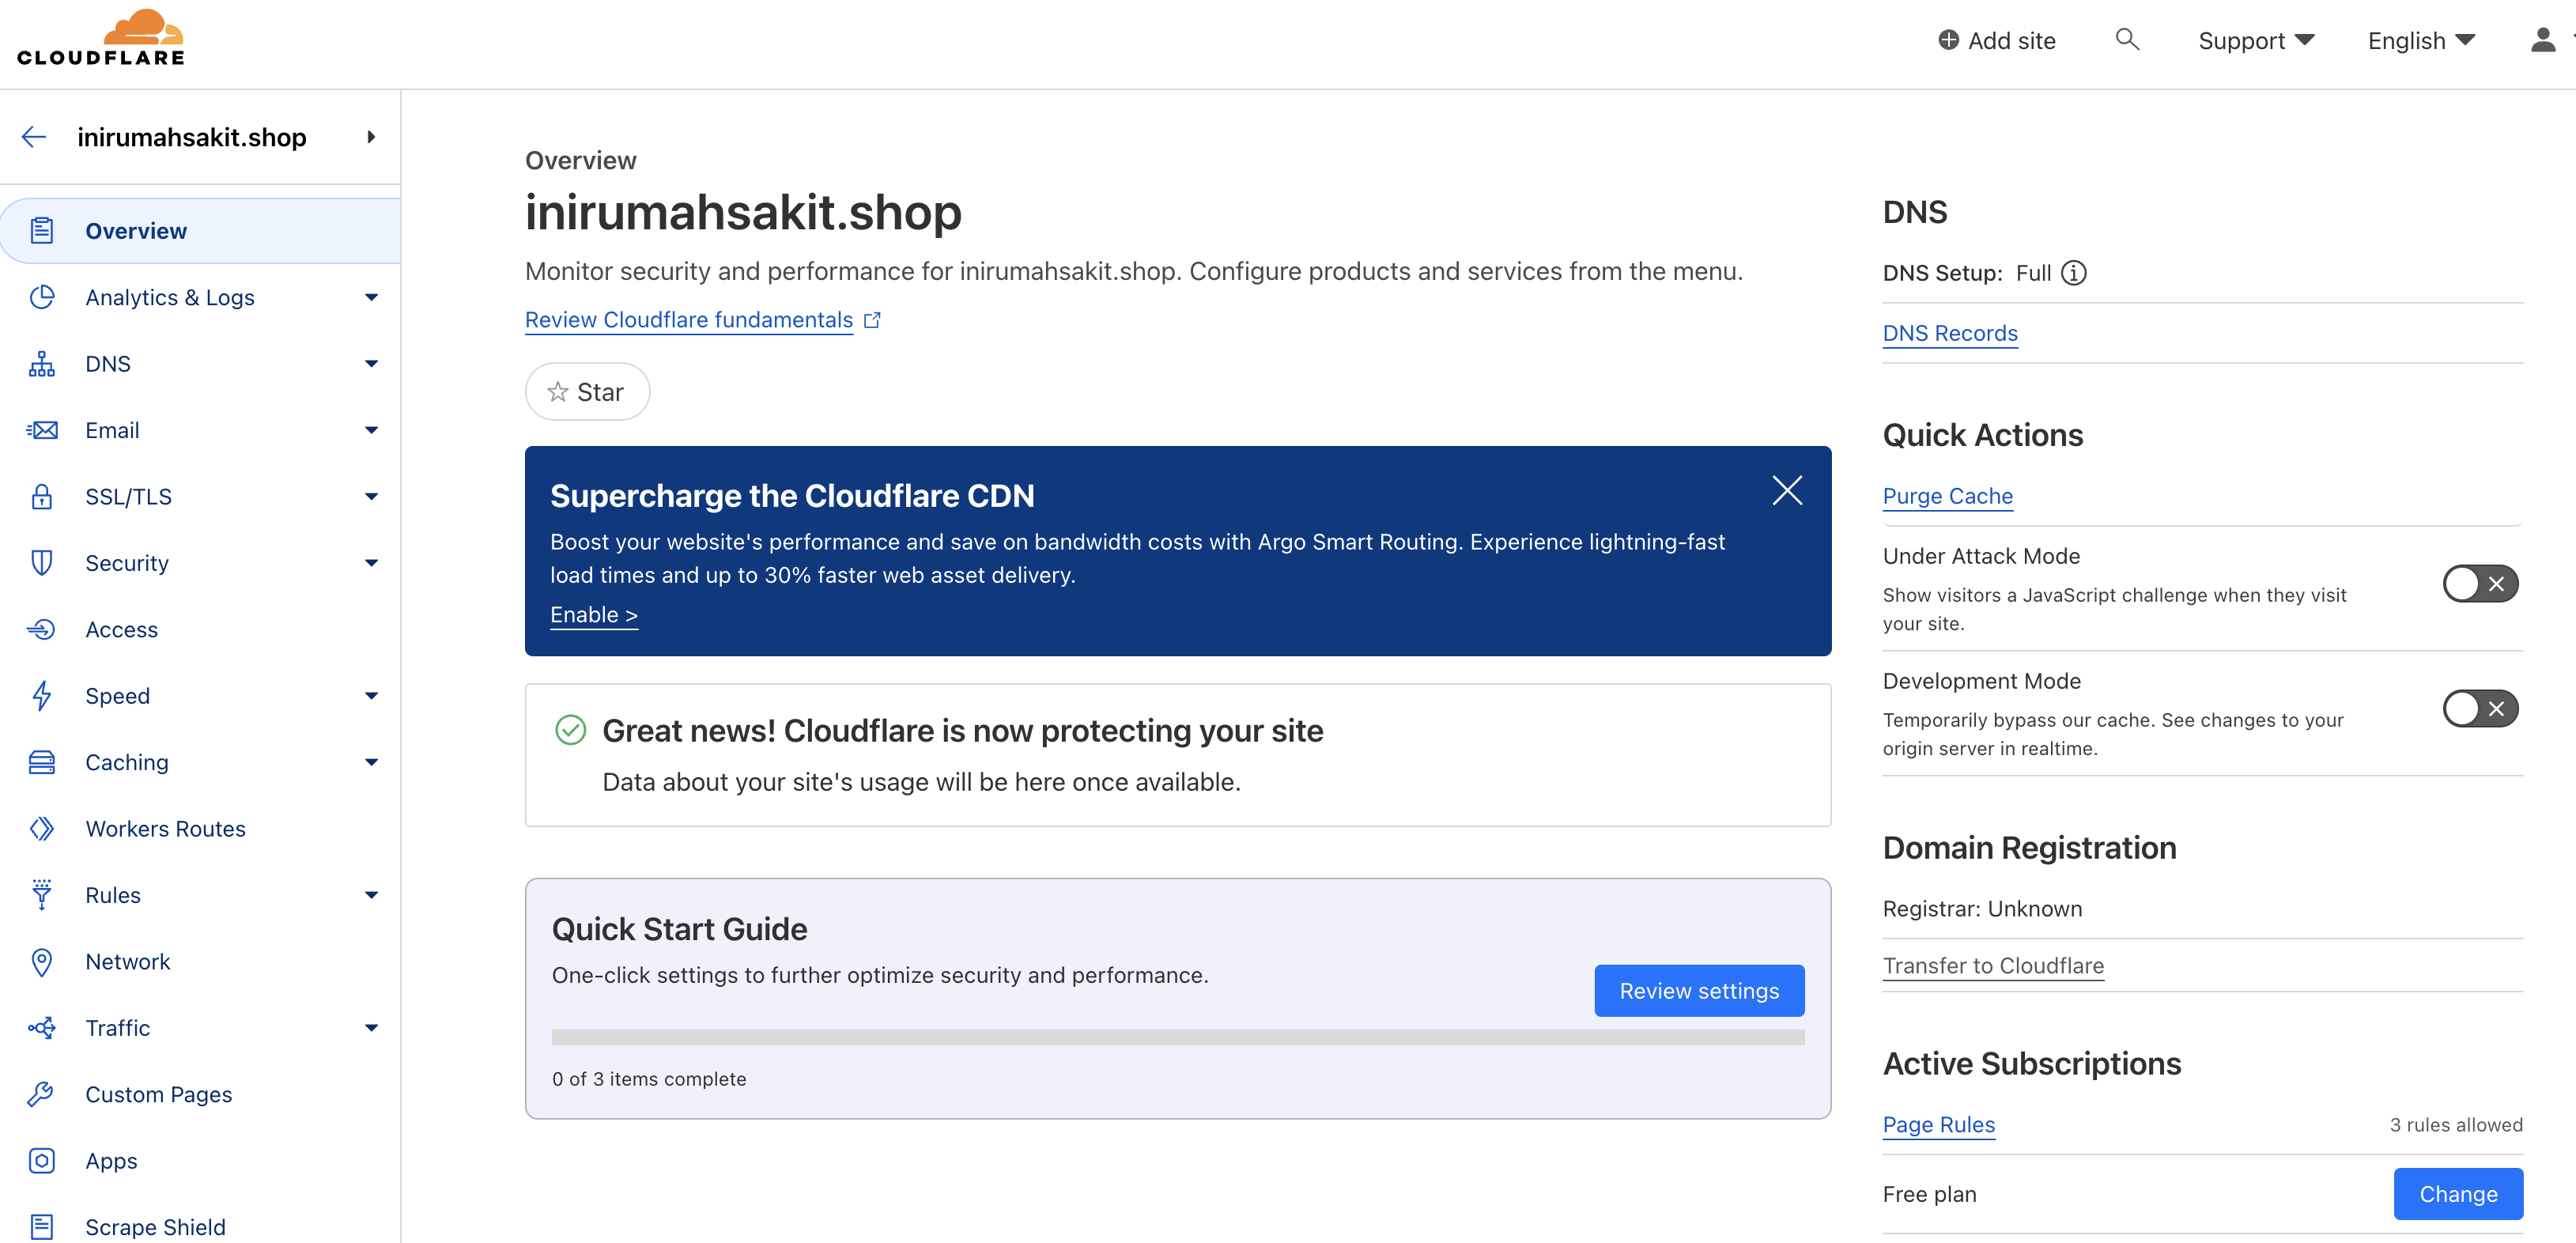 CLOUDFLARE
Add site
Support
English
inirumahsakit.shop
Overview
Analytics & Logs
DNS
Email
SSL/TLS
Security
Access
Speed
Caching
Workers Routes
Rules
Network
Traffic
Custom Pages
Apps
Scrape Shield
Overview
inirumahsakit.shop
Monitor security and performance for inirumahsakit.shop. Configure products and services from the menu.
Review Cloudflare fundamentals
Star
Supercharge the Cloudflare CDN
Boost your website's performance and save on bandwidth costs with Argo Smart Routing. Experience lightning-fast
load times and up to 30% faster web asset delivery.
Enable >
Great news! Cloudflare is now protecting your site
Data about your site's usage will be here once available.
Quick Start Guide
One-click settings to further optimize security and performance.
Review settings
0 of 3 items complete
DNS
DNS Setup: Full
DNS Records
Quick Actions
Purge Cache
Under Attack Mode
Show visitors a JavaScript challenge when they visit
your site.
Development Mode
Temporarily bypass our cache. See changes to your
origin server in realtime.
Domain Registration
Registrar: Unknown
Transfer to Cloudflare
Active Subscriptions
Page Rules
3 rules allowed
Free plan
Change